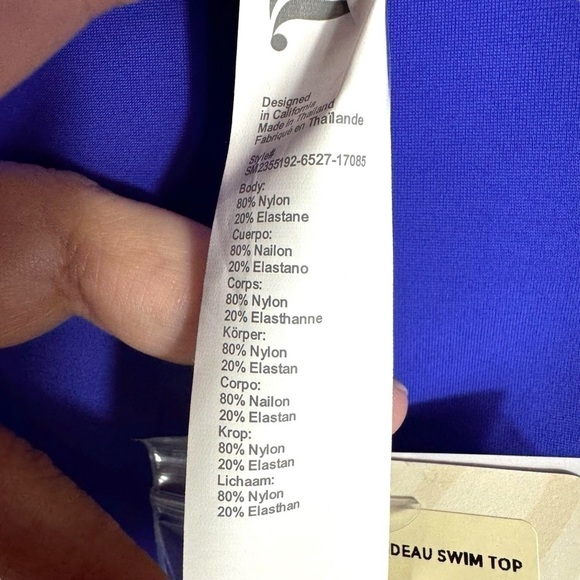 Designed
in California
Made in Thailand
Fabriqué en Thaïlande
Style#
SM2355192-6527-17085
Body:
80% Nylon
20% Elastane
Cuerpo:
80% Nailon
20% Elastano
Corps:
80% Nylon
20% Elasthanne
Körper:
80% Nylon
20% Elastan
Corpo:
80% Nailon
20% Elastan
Krop:
80% Nylon
20% Elastan
Lichaam:
80% Nylon
20% Elasthan
DEAU SWIM TOP